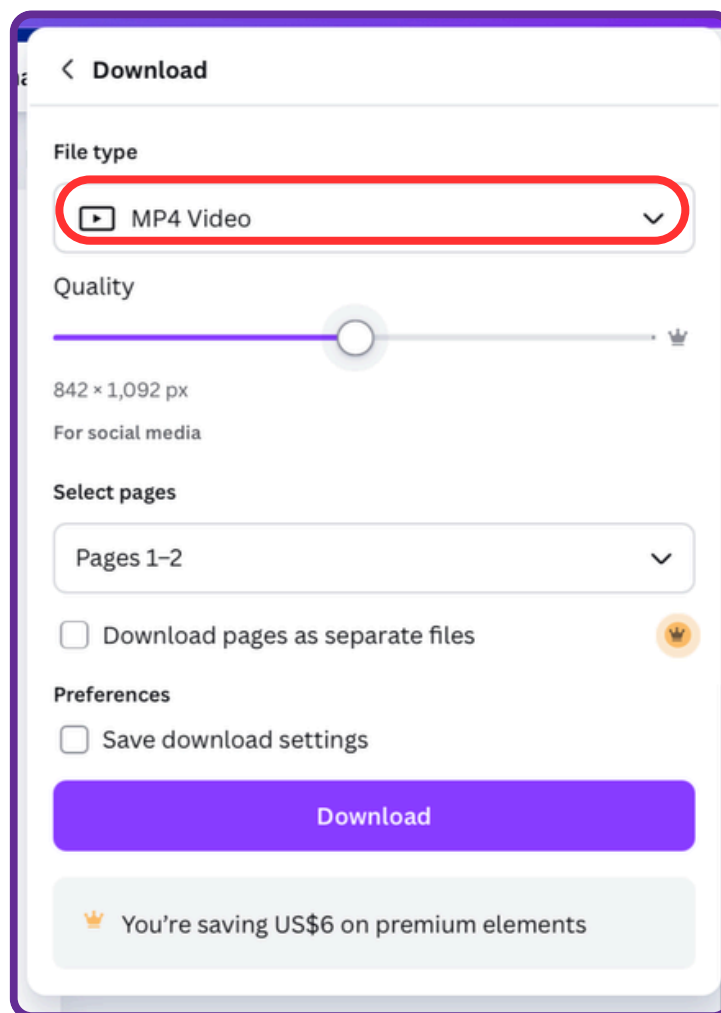 Download
File type
MP4 Video
Quality
842 × 1,092 px
For social media
Select pages
Pages 1–2
Download pages as separate files
Preferences
Save download settings
Download
You’re saving US$6 on premium elements